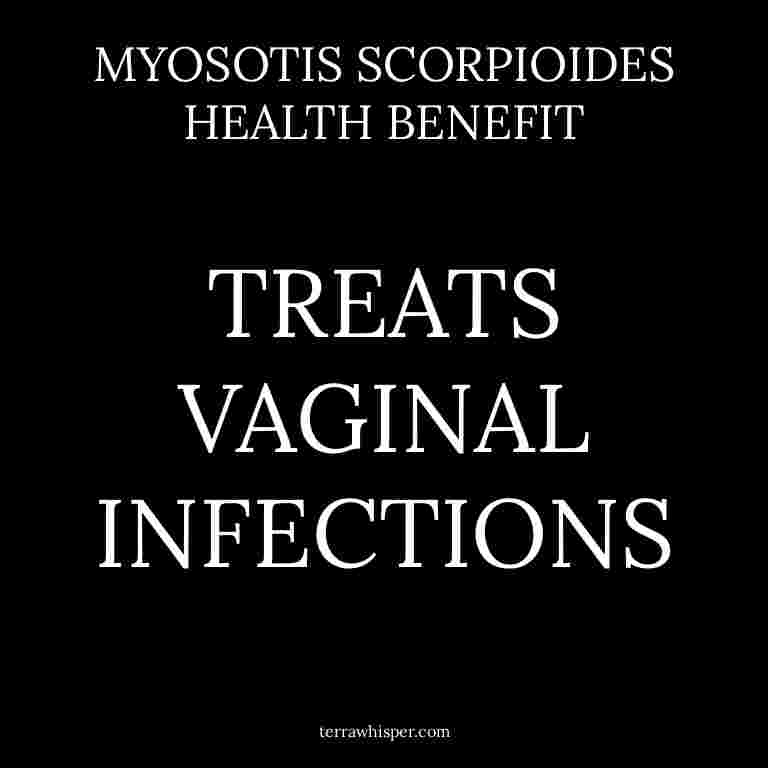 MYOSOTIS SCORPIOIDES
HEALTH BENEFIT
TREATS
VAGINAL
INFECTIONS
terrawhisper.com